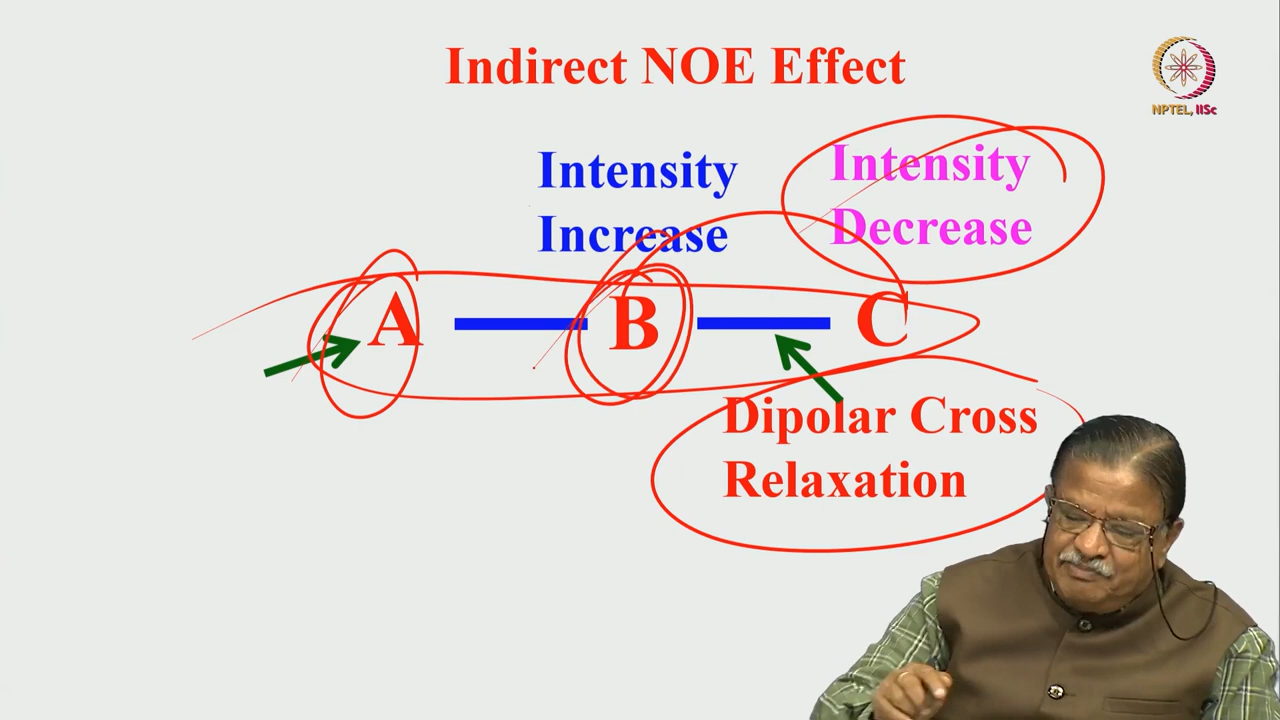 Indirect NOE Effect
NPTEL, IISc
Intensity
Increase
Intensity
Decrease
A
B
C
Dipolar Cross
Relaxation